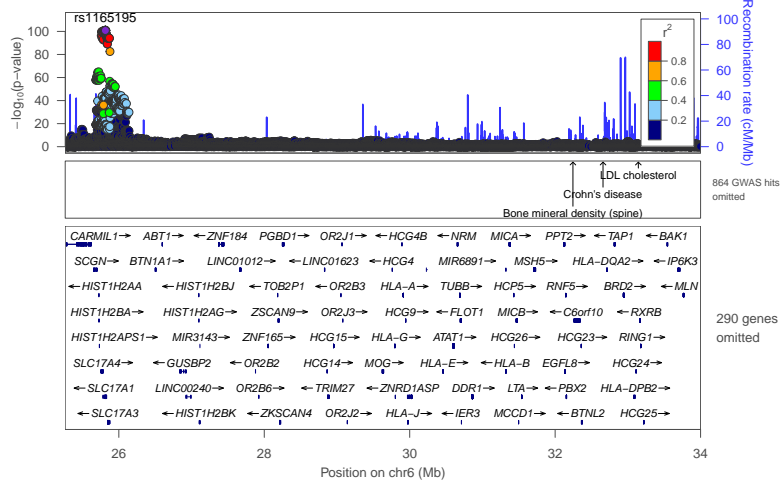 rs1165195
−log10(p−value)
100
80
60
40
20
0
Recombination rate (cM/Mb)
100
80
60
40
20
0
r2
0.8
0.6
0.4
0.2
LDL cholesterol
Crohn's disease
Bone mineral density (spine)
864 GWAS hits
omitted
CARMIL1→ ABT1→ ←ZNF184 PGBD1→ OR2J1→ ←HCG4B ←NRM MICA→ PPT2→ ←TAP1 ←BAK1
SCGN→ BTN1A1→ LINC01012→ ←LINC01623 ←HCG4 MIR6891→ MSH5→ HLA−DQA2→ ←IP6K3
←HIST1H2AA ←HIST1H2BJ ←TOB2P1 ←OR2B3 HLA−A→ TUBB→ HCP5→ RNF5→ BRD2→ ←MLN
HIST1H2BA→ ←HIST1H2AG→ ZSCAN9→ OR2J3→ HCG9→ ←FLOT1 MICB→ ←C6orf10 ←RXRB
HIST1H2APS1→ MIR3143→ ZNF165→ HCG15→ HLA−G→ ATAT1→ ←HCG26→ HCG23→ RING1→
SLC17A4→ ←GUSBP2 ←OR2B2 HCG14→ MOG→ HLA−E→ ←HLA−B EGFL8→ HCG24→
←SLC17A1 LINC00240→ OR2B6→ ←TRIM27 ZNRD1ASP→ DDR1→ LTA→ ←PBX2 HLA−DPB2→
←SLC17A3 ←HIST1H2BK ←ZKSCAN4 OR2J2→ HLA−J→ ←IER3 MCCD1→ ←BTNL2 HCG25→
290 genes
omitted
26 28 30 32 34
Position on chr6 (Mb)